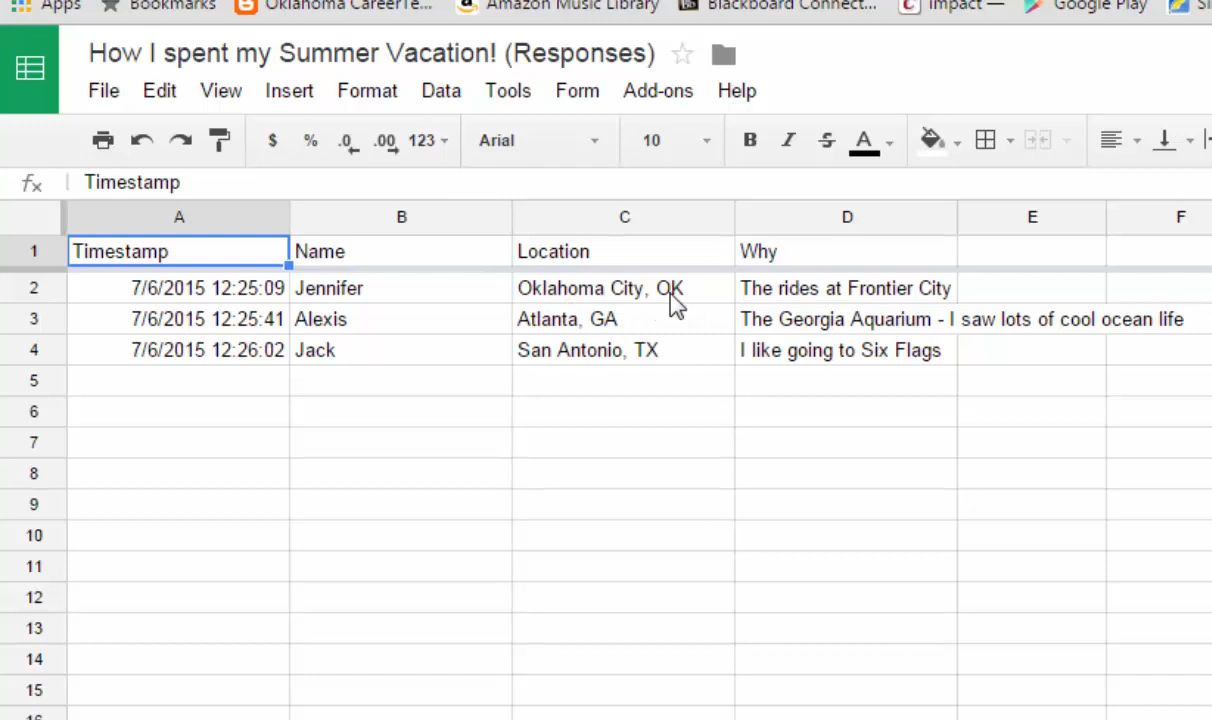 Apps Bookmarks Oklahoma CareerTe... Amazon Music Library Blackboard Connect... Impact — Google Play
How I spent my Summer Vacation! (Responses)
File Edit View Insert Format Data Tools Form Add-ons Help
$ % .0 .00 123 Arial 10 B I S A
fx Timestamp
A B C D E F
1 Timestamp Name Location Why
2 7/6/2015 12:25:09 Jennifer Oklahoma City, OK The rides at Frontier City
3 7/6/2015 12:25:41 Alexis Atlanta, GA The Georgia Aquarium - I saw lots of cool ocean life
4 7/6/2015 12:26:02 Jack San Antonio, TX I like going to Six Flags
5
6
7
8
9
10
11
12
13
14
15
16